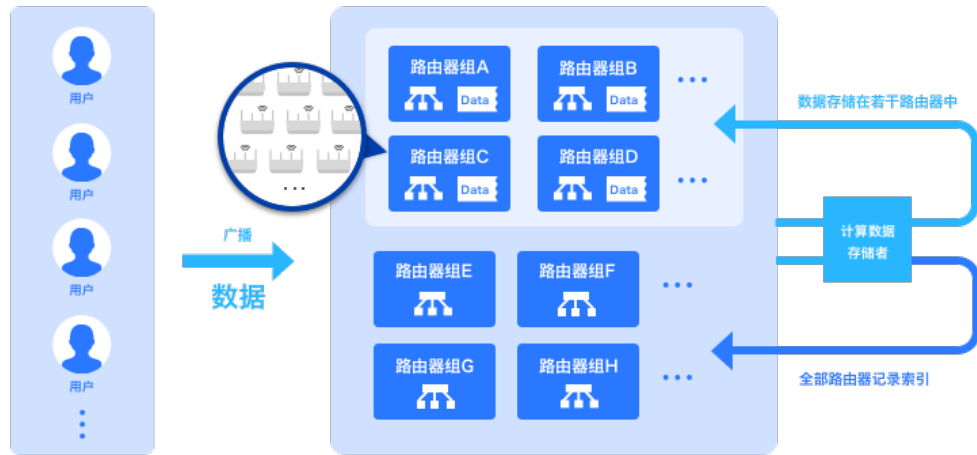 用户
用户
用户
用户
广播
数据
路由器组A
Data
路由器组B
Data
路由器组C
Data
路由器组D
Data
路由器组E
路由器组F
路由器组G
路由器组H
数据存储在若干路由器中
计算数据
存储者
全部路由器记录索引